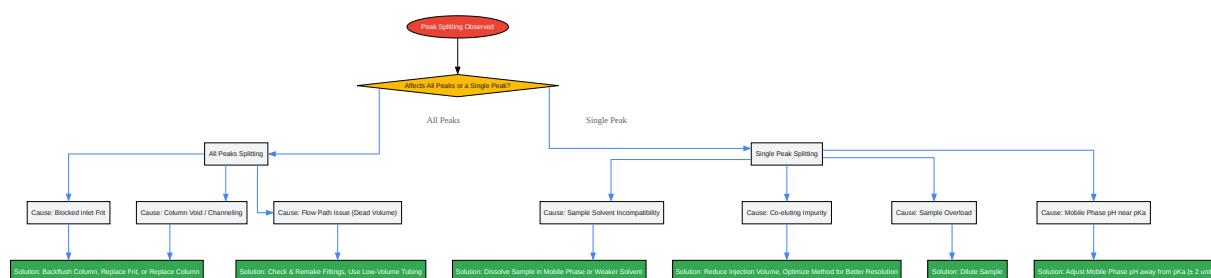 Peak Splitting Observed
Affects All Peaks or a Single Peak?
All Peaks
Single Peak
All Peaks Splitting
Single Peak Splitting
Cause: Blocked Inlet Frit
Cause: Column Void / Channeling
Cause: Flow Path Issue (Dead Volume)
Cause: Sample Solvent Incompatibility
Cause: Co-eluting Impurity
Cause: Sample Overload
Cause: Mobile Phase pH near pKa
Solution: Backflush Column, Replace Frit, or Replace Column
Solution: Check & Remake Fittings, Use Low-Volume Tubing
Solution: Dissolve Sample in Mobile Phase or Weaker Solvent
Solution: Reduce Injection Volume, Optimize Method for Better Resolution
Solution: Dilute Sample
Solution: Adjust Mobile Phase pH away from pKa (± 2